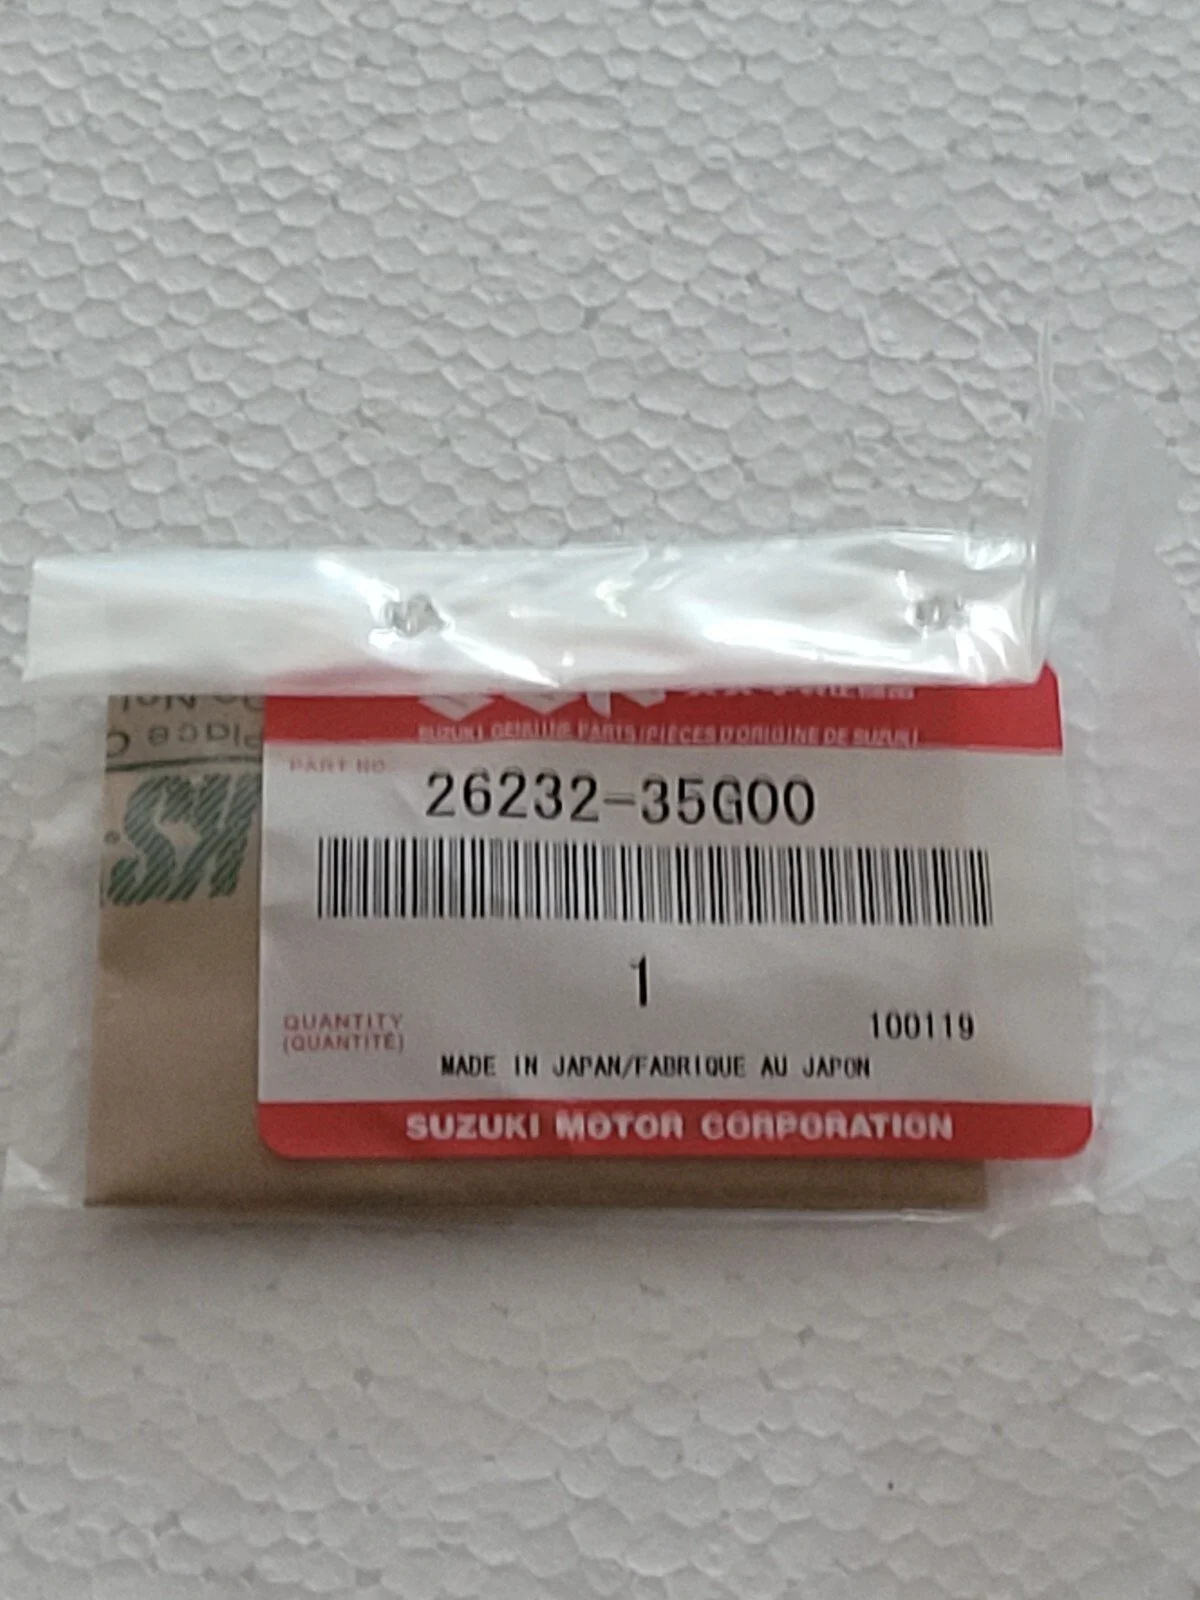 SUZUKI GENUINE PARTS/PIÈCES D'ORIGINE DE SUZUKI
PART NO.
26232-35G00
1
QUANTITY
(QUANTITÉ)
100119
MADE IN JAPAN/FABRIQUE AU JAPON
SUZUKI MOTOR CORPORATION